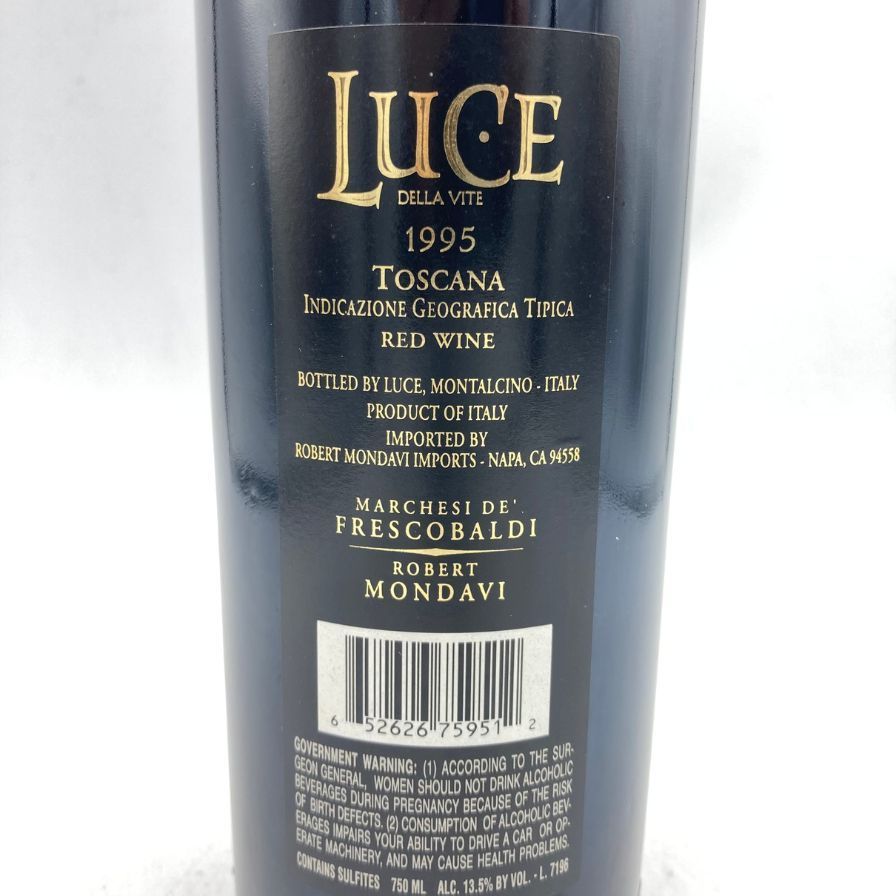 LUCE
DELLA VITE
1995
TOSCANA
INDICAZIONE GEOGRAFICA TIPICA
RED WINE
BOTTLED BY LUCE, MONTALCINO - ITALY
PRODUCT OF ITALY
IMPORTED BY
ROBERT MONDAVI IMPORTS - NAPA, CA 94558
MARCHESI DE'
FRESCOBALDI
ROBERT
MONDAVI
6 52626 75951 2
GOVERNMENT WARNING: (1) ACCORDING TO THE SUR-
GEON GENERAL, WOMEN SHOULD NOT DRINK ALCOHOLIC
BEVERAGES DURING PREGNANCY BECAUSE OF THE RISK
OF BIRTH DEFECTS. (2) CONSUMPTION OF ALCOHOLIC BEV-
ERAGES IMPAIRS YOUR ABILITY TO DRIVE A CAR OR OP-
ERATE MACHINERY, AND MAY CAUSE HEALTH PROBLEMS.
CONTAINS SULFITES 750 ML ALC. 13.5% BY VOL. - L. 7196